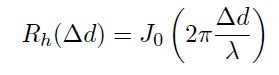 R_h(Δd) = J_0 (2π Δd/λ)